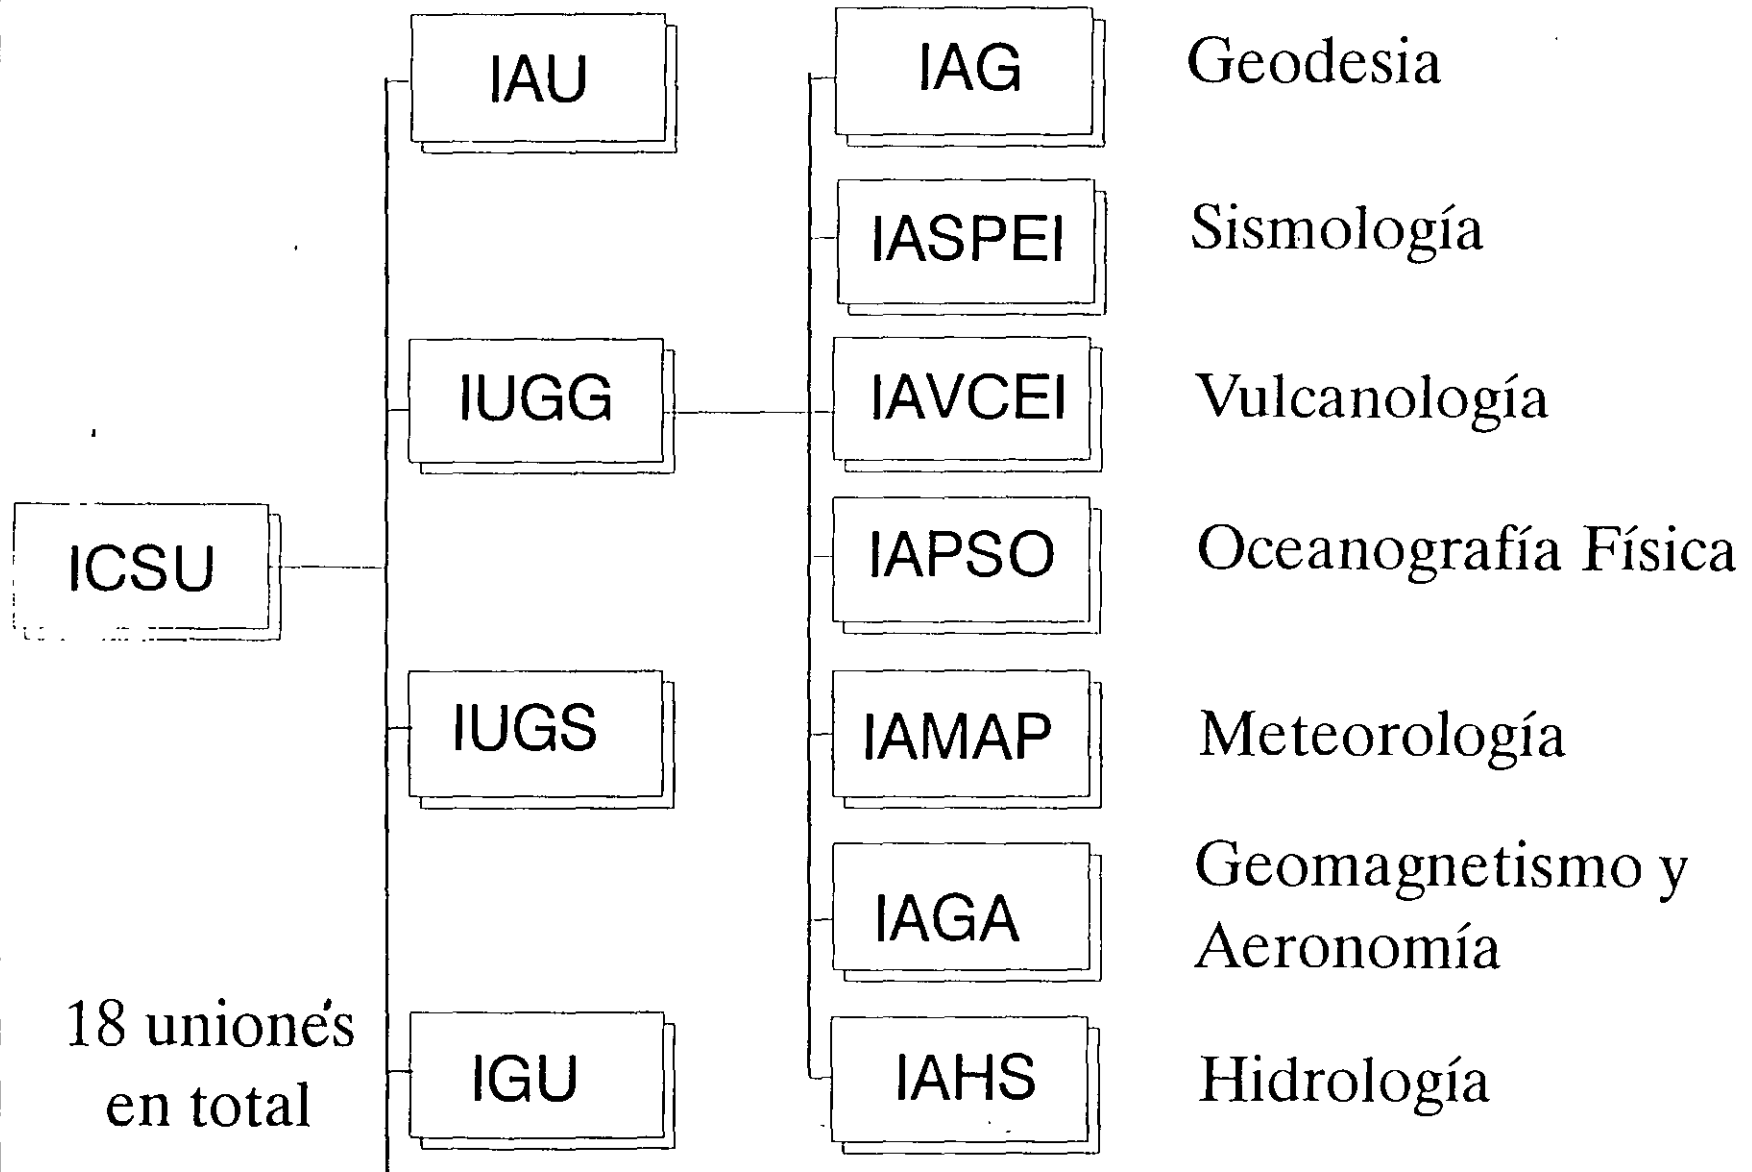 IAU
IAG
Geodesia
IASPEI
Sismología
IUGG
IAVCEI
Vulcanología
ICSU
IAPSO
Oceanografía Física
IUGS
IAMAP
Meteorología
IAGA
Geomagnetismo y
Aeronomía
18 uniones
en total
IGU
IAHS
Hidrología